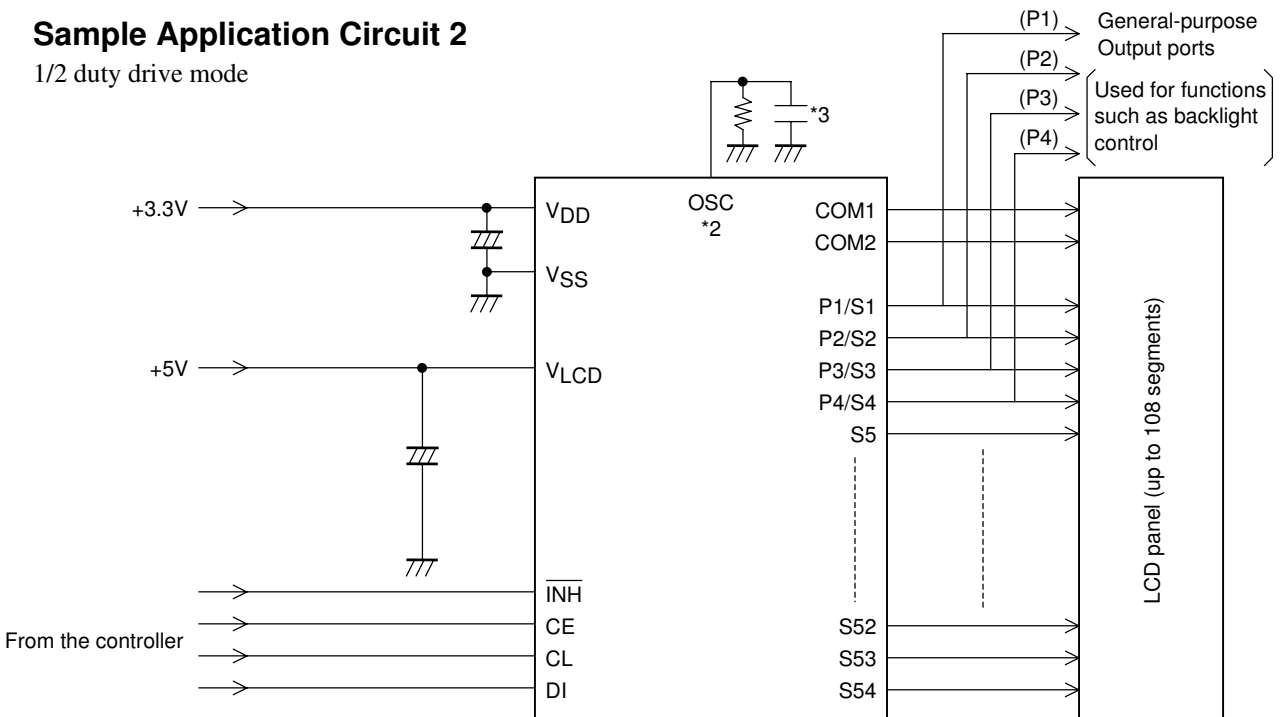 Sample Application Circuit 2
1/2 duty drive mode
(P1)
General-purpose
Output ports
(P2)
(P3)
(P4)
Used for functions
such as backlight
control
*3
+3.3V
VDD
OSC
*2
COM1
COM2
VSS
P1/S1
P2/S2
+5V
VLCD
P3/S3
P4/S4
S5
LCD panel (up to 108 segments)
INH
From the controller
CE
CL
DI
S52
S53
S54